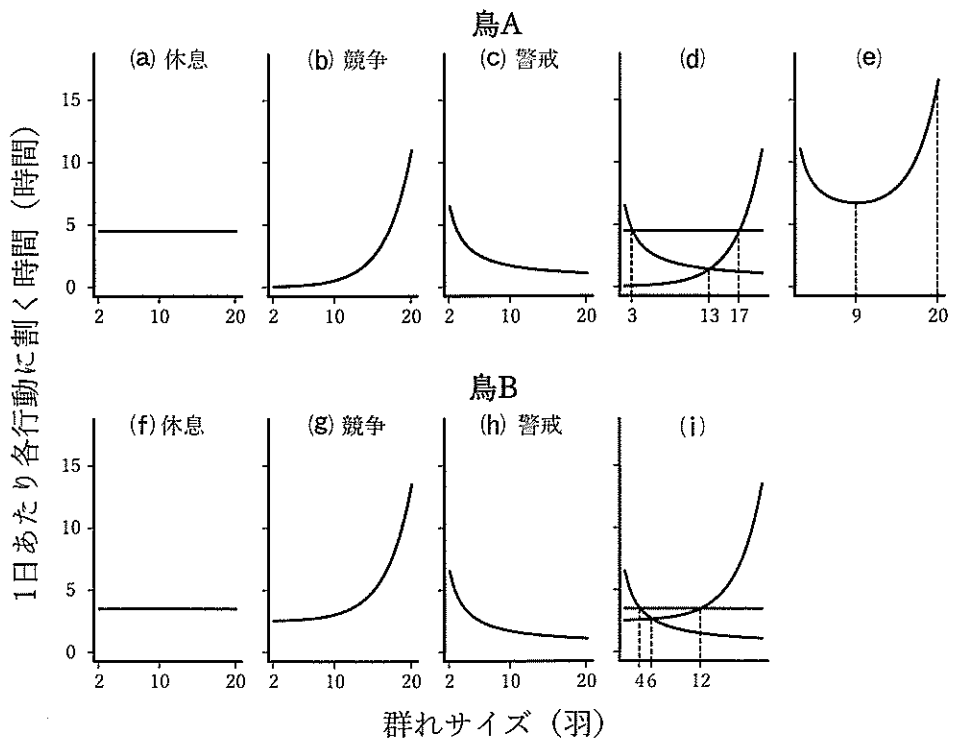 鳥A
(a) 休息
(b) 競争
(c) 警戒
(d)
(e)
15
10
5
0
2 10 20
2 10 20
2 10 20
3 13 17
9 20
鳥B
(f) 休息
(g) 競争
(h) 警戒
(i)
15
10
5
0
2 10 20
2 10 20
2 10 20
4 6 12
1日あたり各行動に割く時間（時間）
群れサイズ（羽）